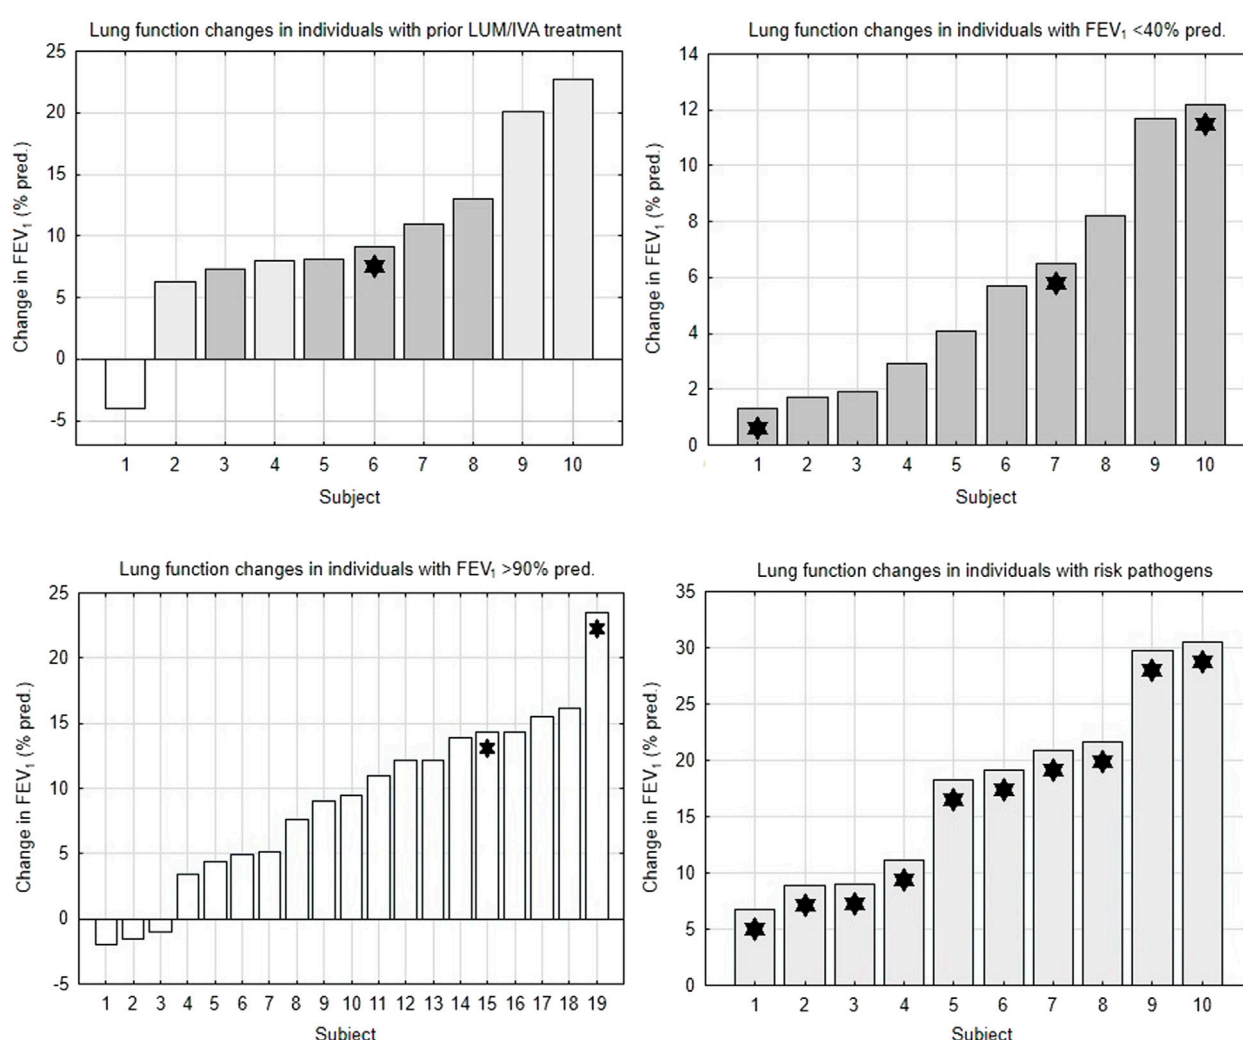 Lung function changes in individuals with prior LUM/IVA treatment
Change in FEV₁ (% pred.)
25
20
15
10
5
0
-5
1 2 3 4 5 6 7 8 9 10
Subject
Lung function changes in individuals with FEV₁ <40% pred.
Change in FEV₁ (% pred.)
14
12
10
8
6
4
2
0
1 2 3 4 5 6 7 8 9 10
Subject
Lung function changes in individuals with FEV₁ >90% pred.
Change in FEV₁ (% pred.)
25
20
15
10
5
0
-5
1 2 3 4 5 6 7 8 9 10 11 12 13 14 15 16 17 18 19
Subject
Lung function changes in individuals with risk pathogens
Change in FEV₁ (% pred.)
35
30
25
20
15
10
5
0
1 2 3 4 5 6 7 8 9 10
Subject